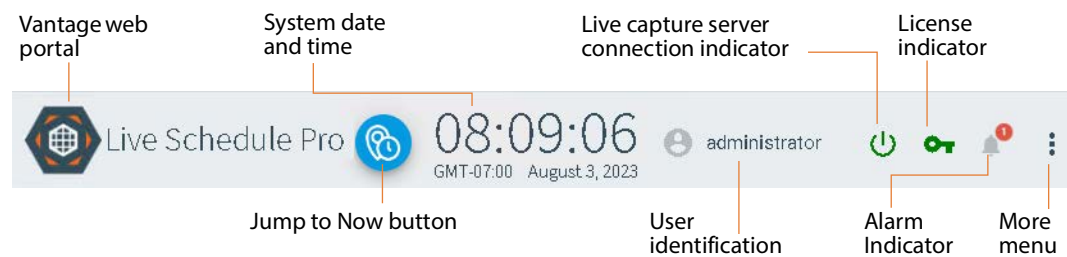 Vantage web
portal
System date
and time
Live capture server
connection indicator
License
indicator
Live Schedule Pro
08:09:06
GMT-07:00 August 3, 2023
administrator
1
Jump to Now button
User
identification
Alarm
Indicator
More
menu